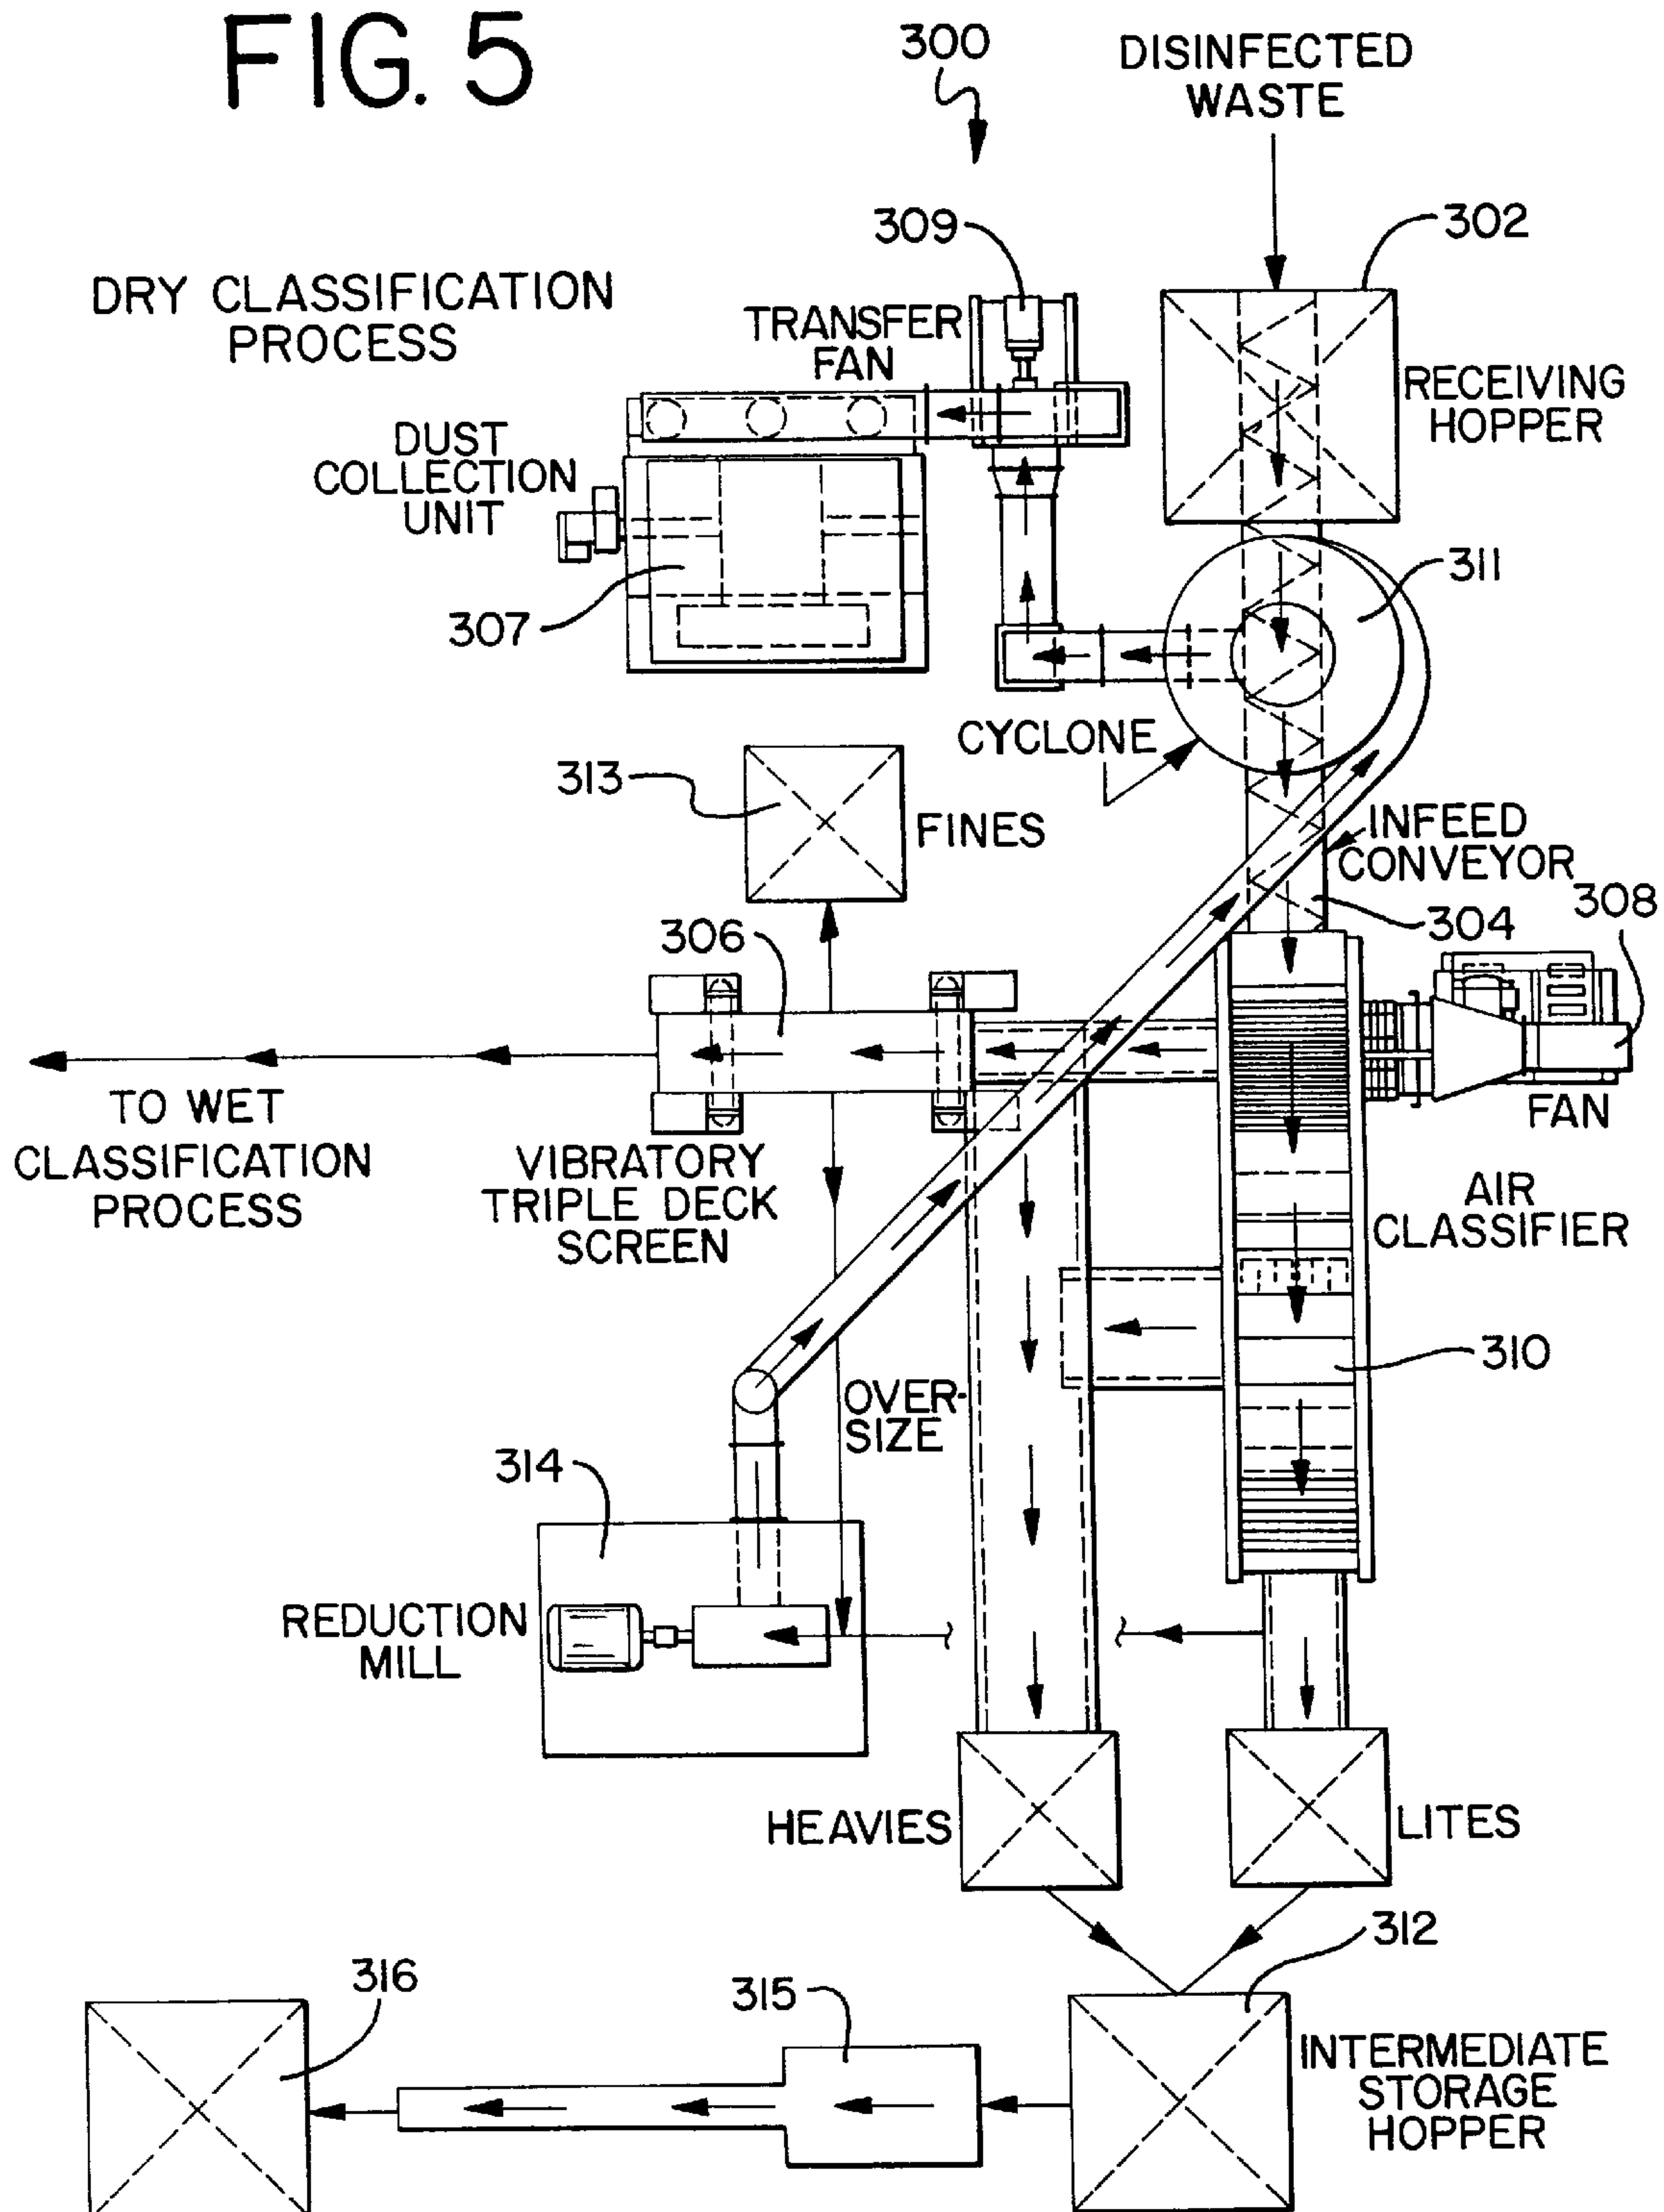 FIG. 5
300
DISINFECTED
WASTE
309
302
DRY CLASSIFICATION
PROCESS
TRANSFER
FAN
RECEIVING
HOPPER
DUST
COLLECTION
UNIT
311
307
CYCLONE
313
FINES
INFEED
CONVEYOR
308
306
304
TO WET
CLASSIFICATION
PROCESS
VIBRATORY
TRIPLE DECK
SCREEN
FAN
AIR
CLASSIFIER
310
OVER-
SIZE
314
REDUCTION
MILL
HEAVIES
LITES
312
316
315
INTERMEDIATE
STORAGE
HOPPER